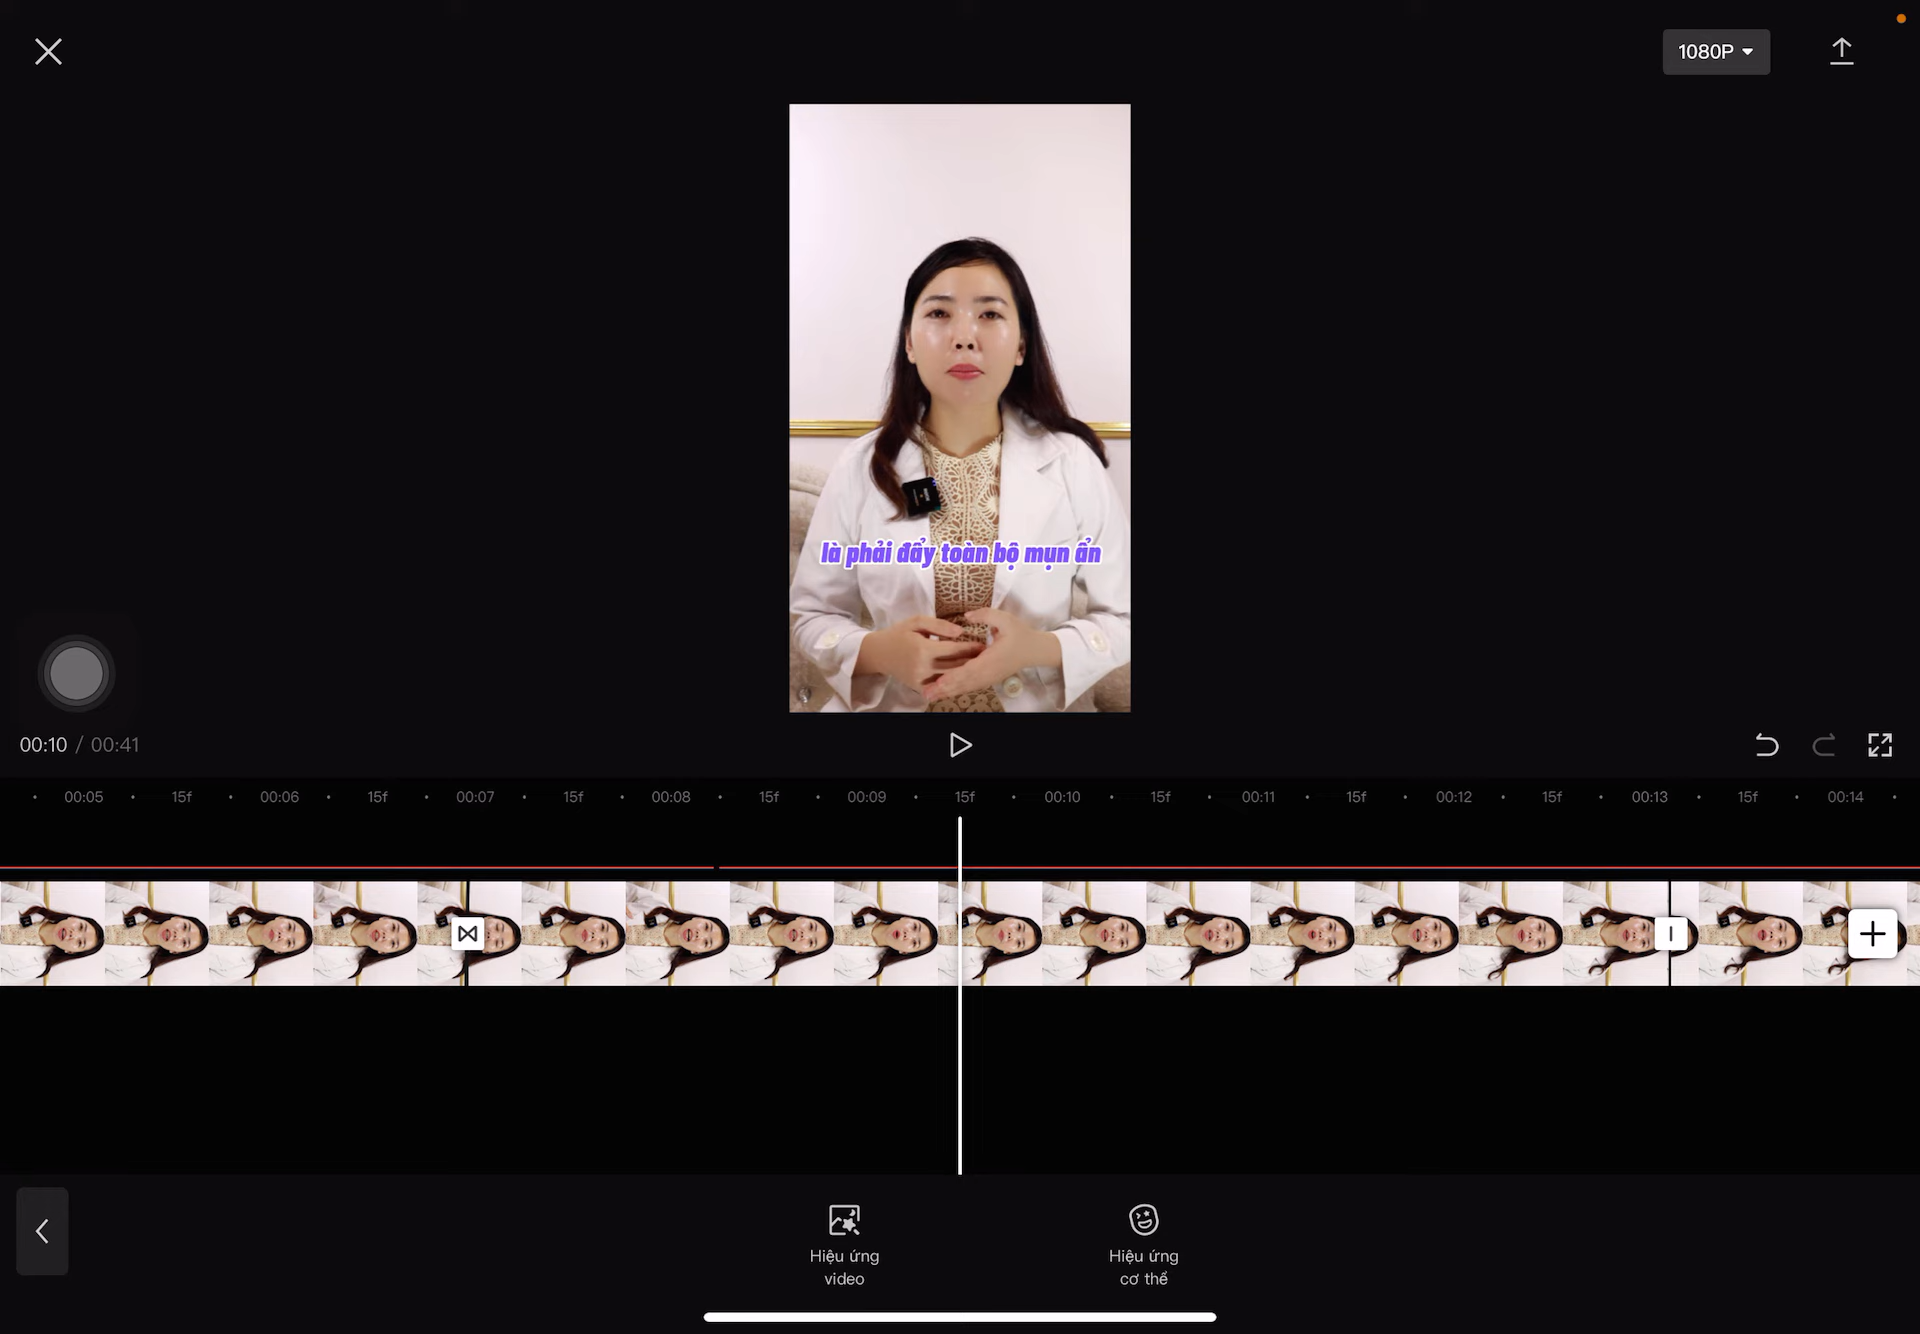 1080P
là phải đẩy toàn bộ mụn ẩn
00:10 / 00:41
00:05 15f 00:06 15f 00:07 15f 00:08 15f 00:09 15f 00:10 15f 00:11 15f 00:12 15f 00:13 15f 00:14
Hiệu ứng
video
Hiệu ứng
cơ thể